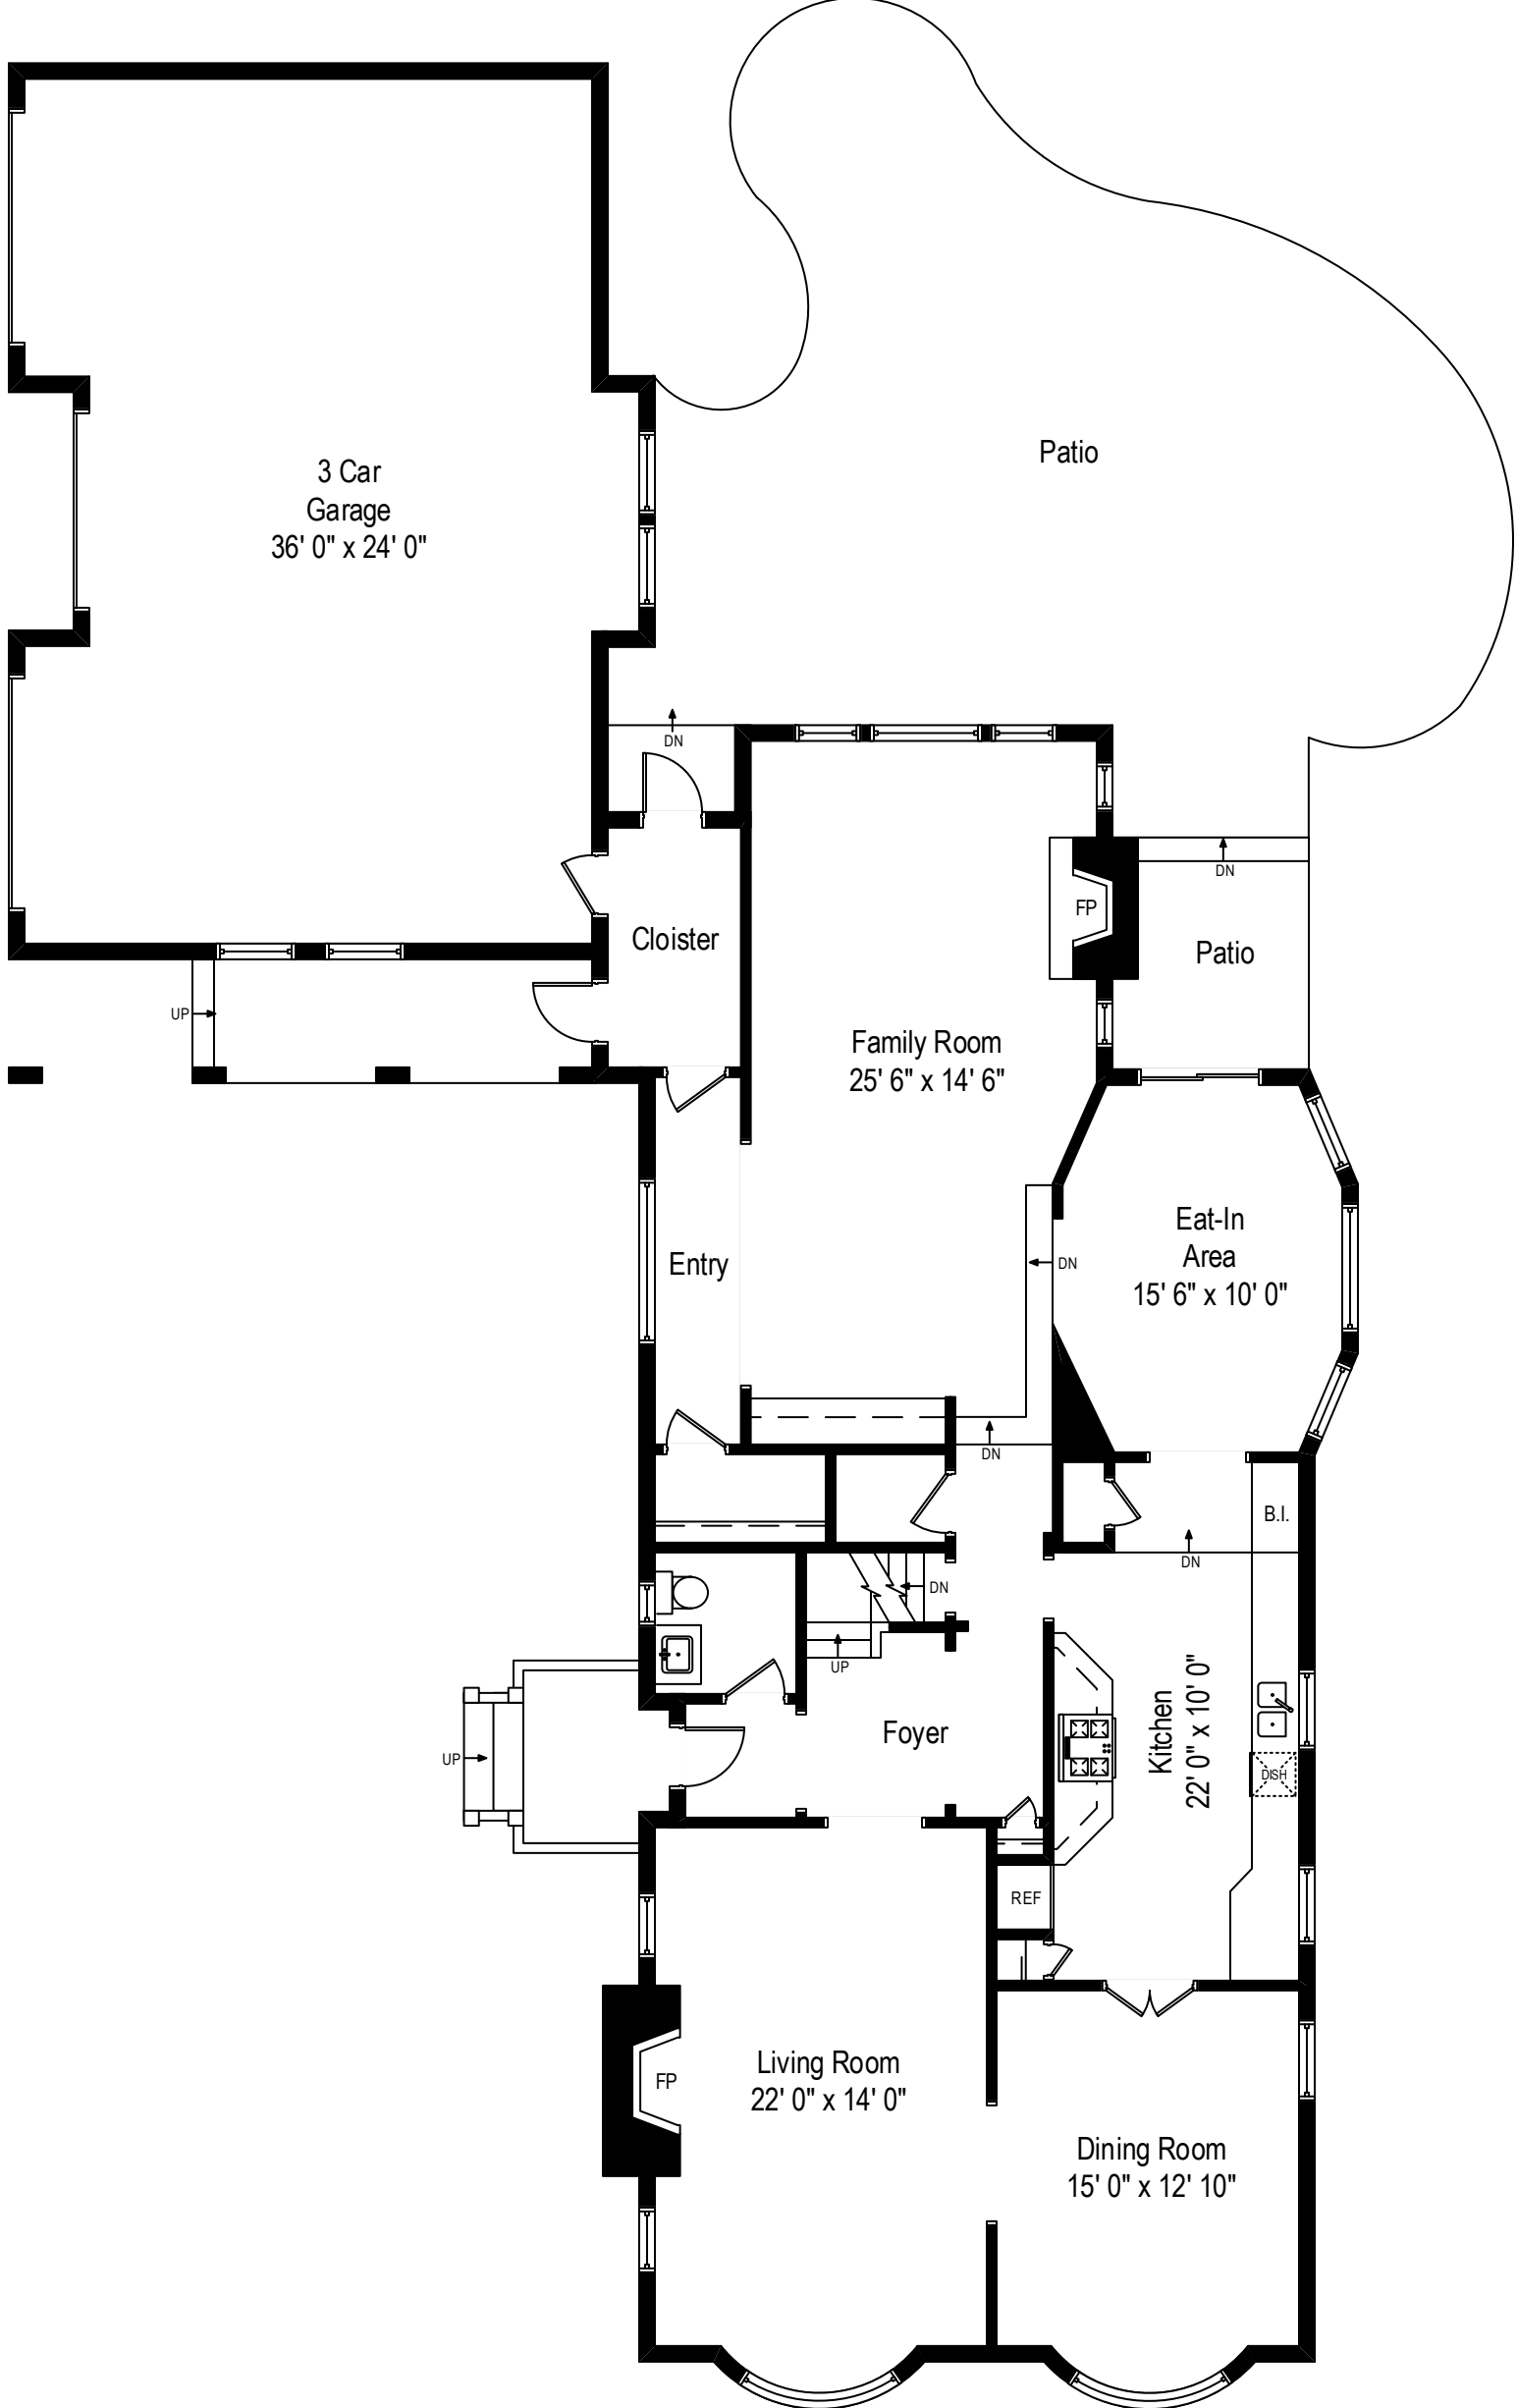 3 Car
Garage
36' 0" x 24' 0"
Patio
DN
DN
FP
Cloister
Patio
UP
Family Room
25' 6" x 14' 6"
Eat-In
Area
15' 6" x 10' 0"
Entry
DN
DN
B.I.
DN
DN
UP
Foyer
Kitchen
22' 0" x 10' 0"
UP
DISH
REF
Living Room
22' 0" x 14' 0"
FP
Dining Room
15' 0" x 12' 10"